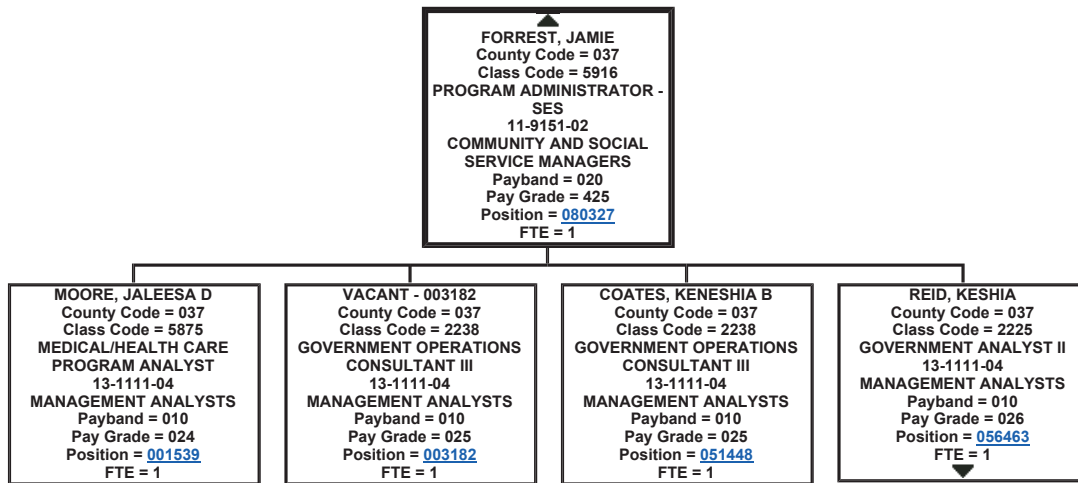 FORREST, JAMIE
County Code = 037
Class Code = 5916
PROGRAM ADMINISTRATOR -
SES
11-9151-02
COMMUNITY AND SOCIAL
SERVICE MANAGERS
Payband = 020
Pay Grade = 425
Position = 080327
FTE = 1
MOORE, JALEESA D
County Code = 037
Class Code = 5875
MEDICAL/HEALTH CARE
PROGRAM ANALYST
13-1111-04
MANAGEMENT ANALYSTS
Payband = 010
Pay Grade = 024
Position = 001539
FTE = 1
VACANT - 003182
County Code = 037
Class Code = 2238
GOVERNMENT OPERATIONS
CONSULTANT III
13-1111-04
MANAGEMENT ANALYSTS
Payband = 010
Pay Grade = 025
Position = 003182
FTE = 1
COATES, KENESHIA B
County Code = 037
Class Code = 2238
GOVERNMENT OPERATIONS
CONSULTANT III
13-1111-04
MANAGEMENT ANALYSTS
Payband = 010
Pay Grade = 025
Position = 051448
FTE = 1
REID, KESHIA
County Code = 037
Class Code = 2225
GOVERNMENT ANALYST II
13-1111-04
MANAGEMENT ANALYSTS
Payband = 010
Pay Grade = 026
Position = 056463
FTE = 1